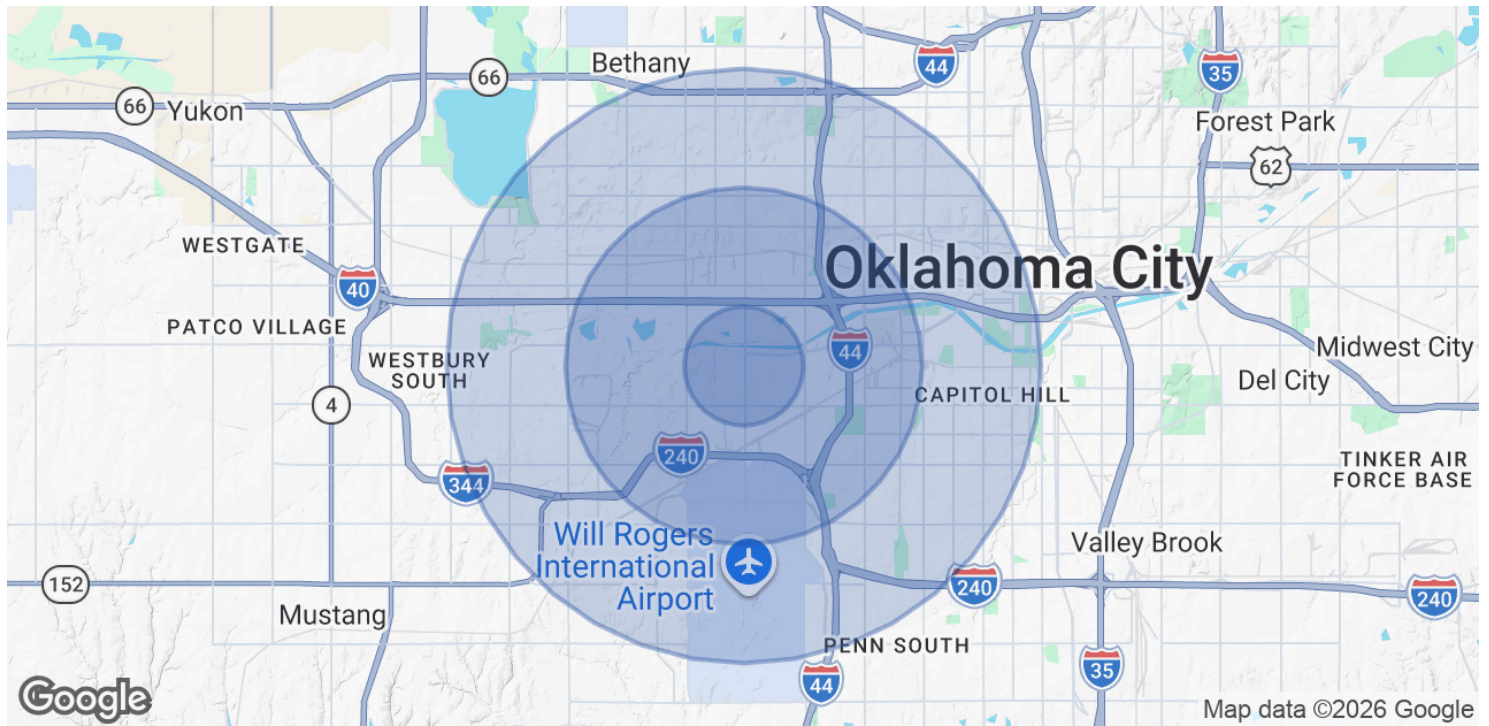 66
Bethany
44
35
66
Yukon
Forest Park
62
WESTGATE
Oklahoma City
40
PATCO VILLAGE
WESTBURY
SOUTH
44
Midwest City
Del City
4
CAPITOL HILL
240
344
TINKER AIR
FORCE BASE
Will Rogers
International
Airport
Valley Brook
152
240
240
Mustang
PENN SOUTH
44
35
Google
Map data ©2026 Google